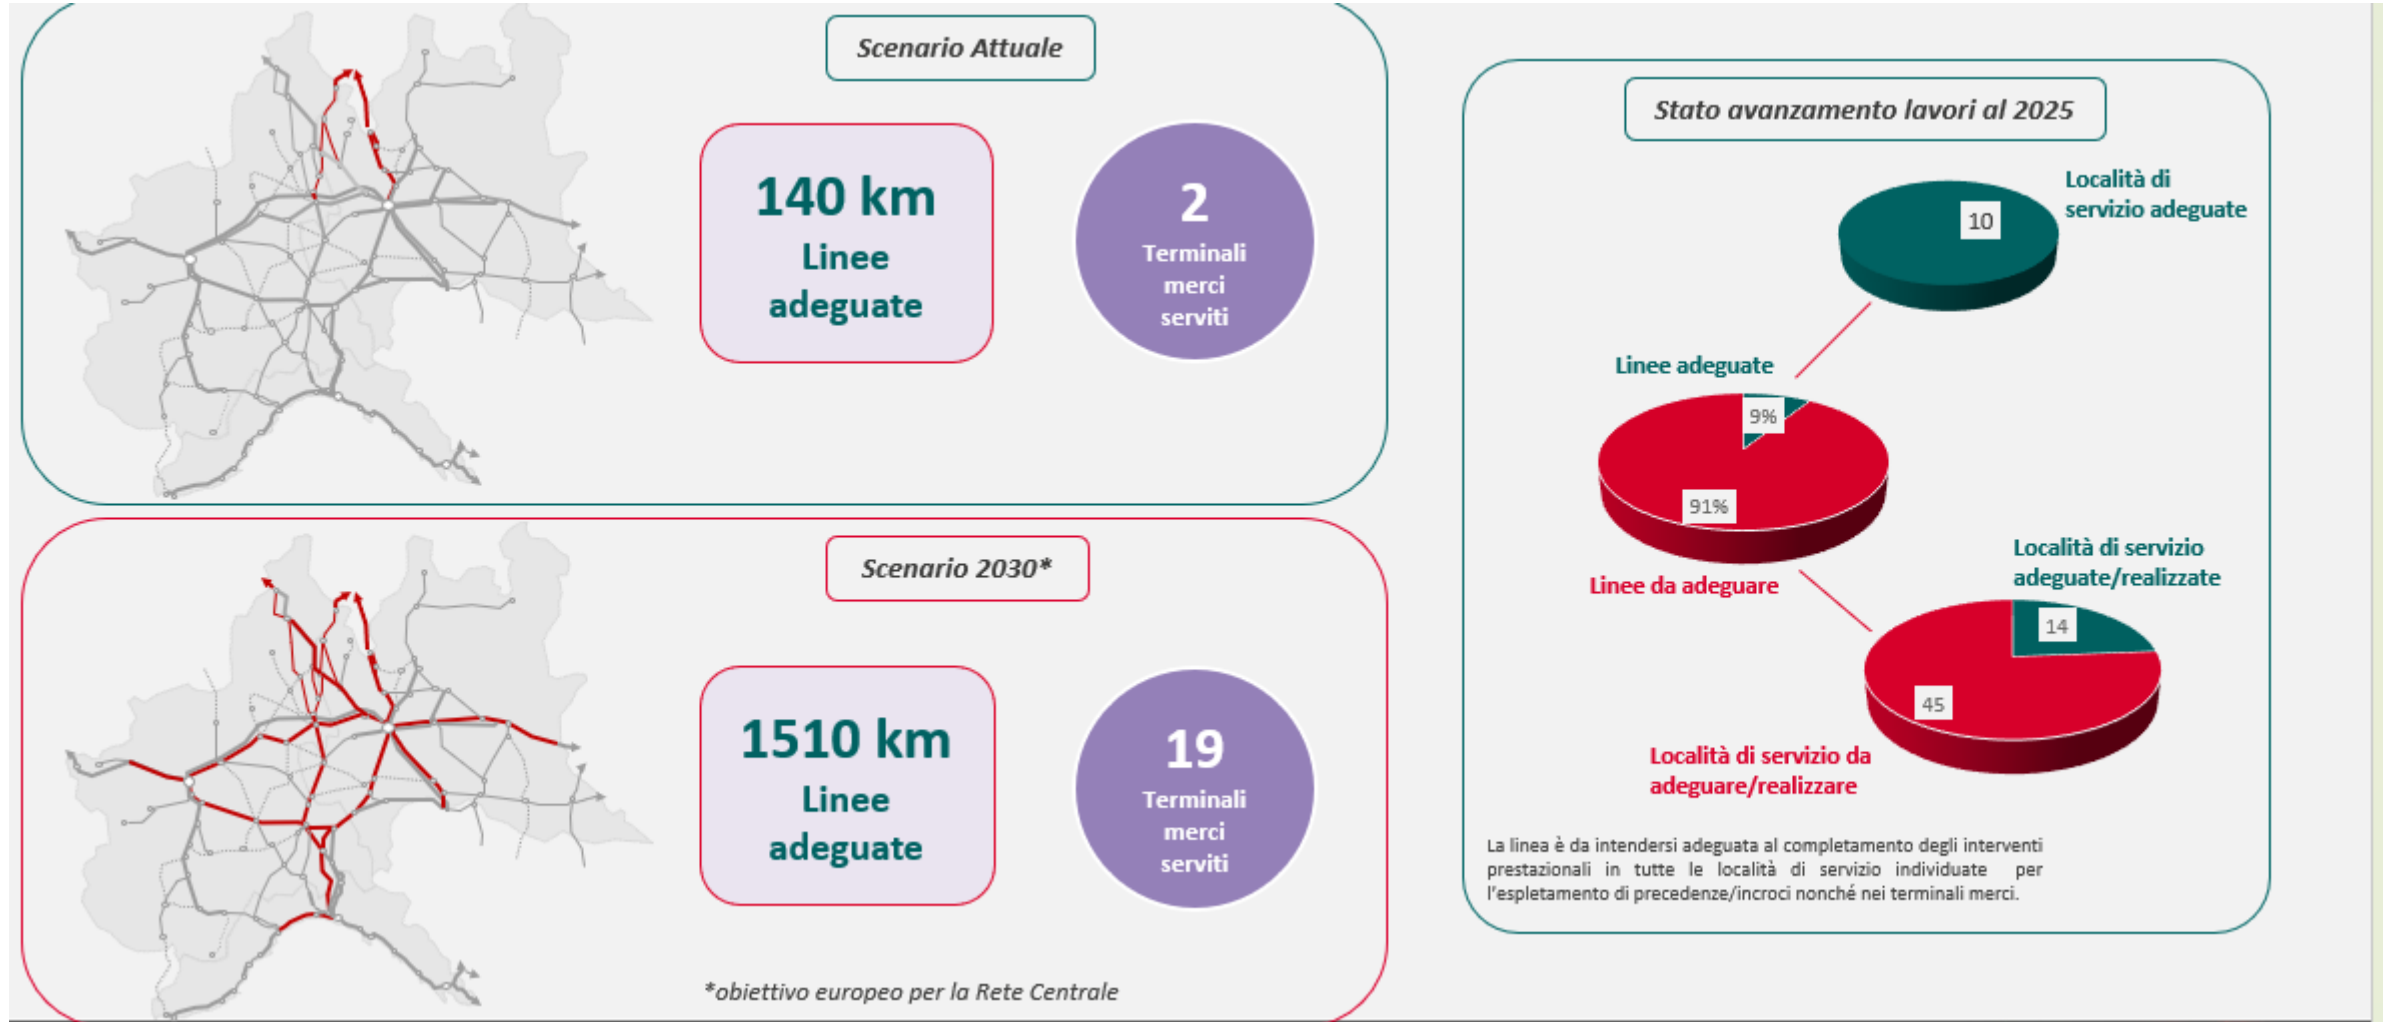 Scenario Attuale
140 km
Linee
adeguate
2
Terminali
merci
serviti
Scenario 2030*
1510 km
Linee
adeguate
19
Terminali
merci
serviti
*obiettivo europeo per la Rete Centrale
Stato avanzamento lavori al 2025
Località di
servizio adeguate
10
Linee adeguate
9%
91%
Linee da adeguare
Località di servizio
adeguate/realizzate
14
45
Località di servizio da
adeguare/realizzare
La linea è da intendersi adeguata al completamento degli interventi
prestazionali in tutte le località di servizio individuate per
l'espletamento di precedenze/incroci nonché nei terminali merci.